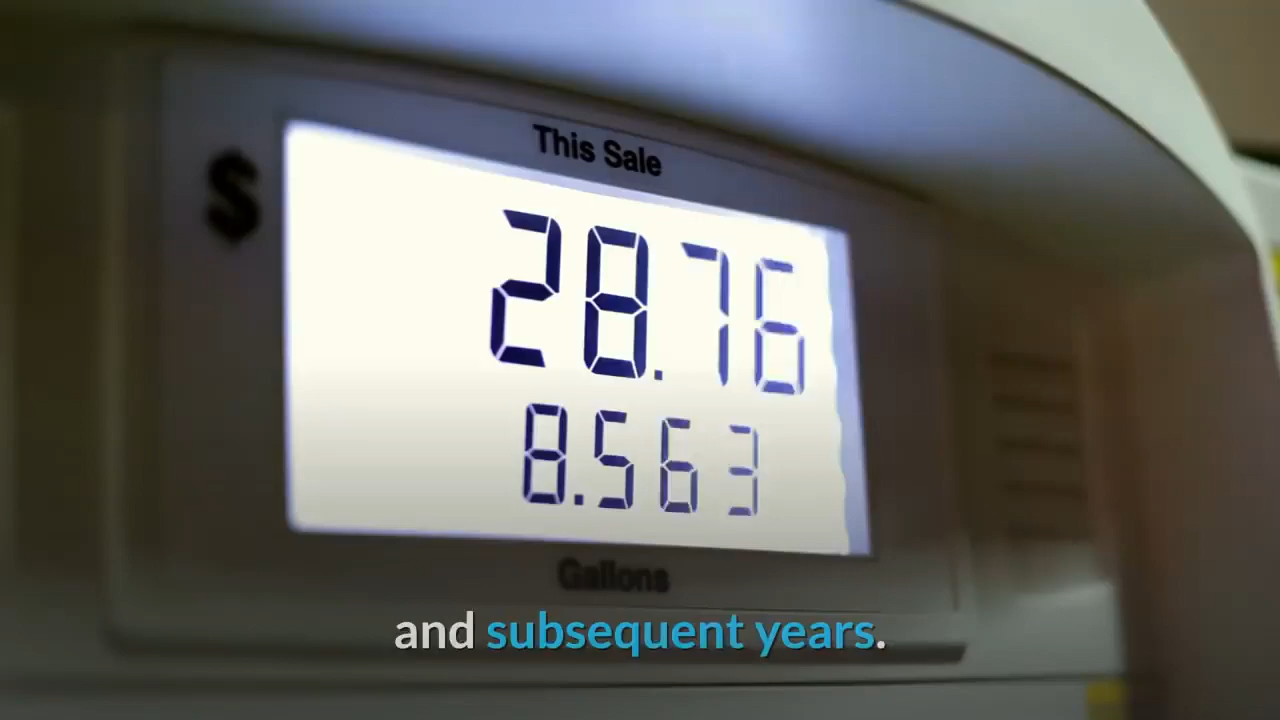 This Sale
$
28.76
8.563
Gallons
and subsequent years.